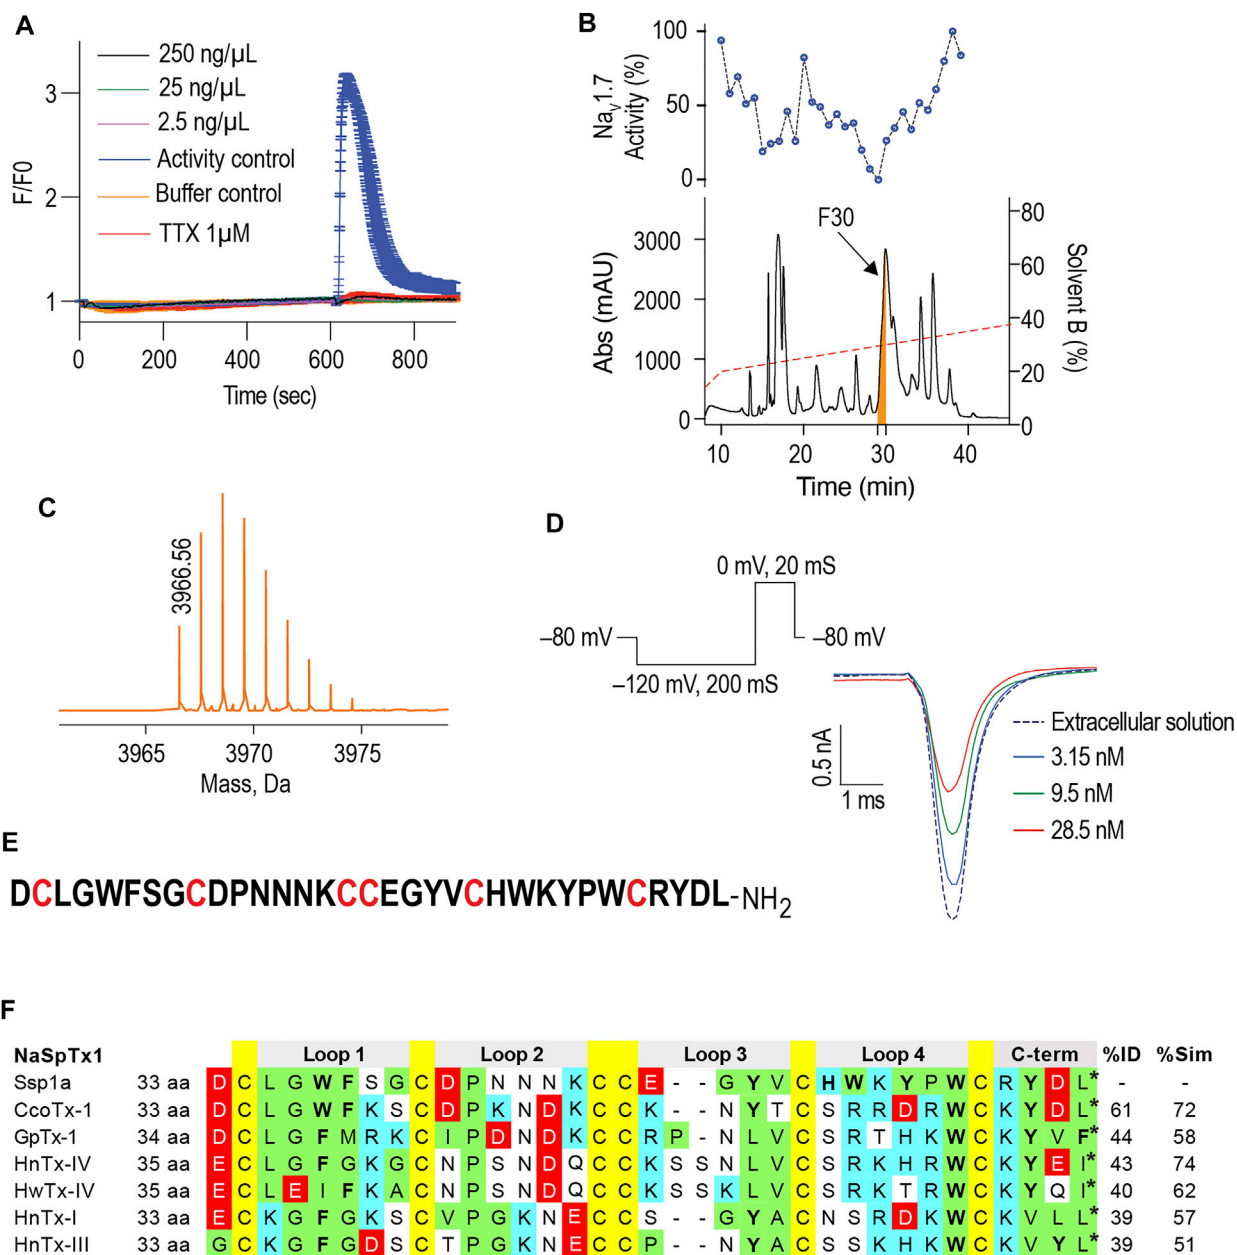 A
250 ng/µL
25 ng/µL
2.5 ng/µL
Activity control
Buffer control
TTX 1µM
F/F0
3
2
1
0
200
400
600
800
Time (sec)
B
NaV1.7
Activity (%)
100
50
0
F30
Abs (mAU)
3000
2000
1000
0
80
60
40
20
0
Solvent B (%)
10
20
30
40
Time (min)
C
3966.56
3965
3970
3975
Mass, Da
D
0 mV, 20 mS
–80 mV
–80 mV
–120 mV, 200 mS
0.5 nA
1 ms
Extracellular solution
3.15 nM
9.5 nM
28.5 nM
E
DCLGWFSGCDPNNNKCCEGYVCHWKYPWCRYDL-NH2
F
NaSpTx1 Loop 1 Loop 2 Loop 3 Loop 4 C-term %ID %Sim
Ssp1a 33 aa D C L G W F S G C D P N N N K C C E - - G Y V C H W K Y P W C R Y D L* - -
CcoTx-1 33 aa D C L G W F K S C D P K N D K C C K - - N Y T C S R R D R W C K Y D L* 61 72
GpTx-1 34 aa D C L G F M R K C I P D N D K C C R P - N L V C S R T H K W C K Y V F* 44 58
HnTx-IV 35 aa E C L G F G K G C N P S N D Q C C K S S N L V C S R K H R W C K Y E I* 43 74
HwTx-IV 35 aa E C L E I F K A C N P S N D Q C C K S S K L V C S R K T R W C K Y Q I* 40 62
HnTx-I 33 aa E C K G F G K S C V P G K N E C C S - - G Y A C N S R D K W C K V L L* 39 57
HnTx-III 33 aa G C K G F G D S C T P G K N E C C P - - N Y A C S S K H K W C K V Y L* 39 51